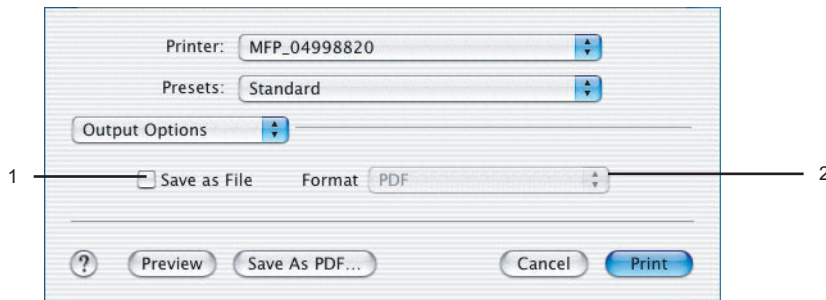 Printer: MFP_04998820
Presets: Standard
Output Options
1 Save as File Format PDF 2
? Preview Save As PDF... Cancel Print